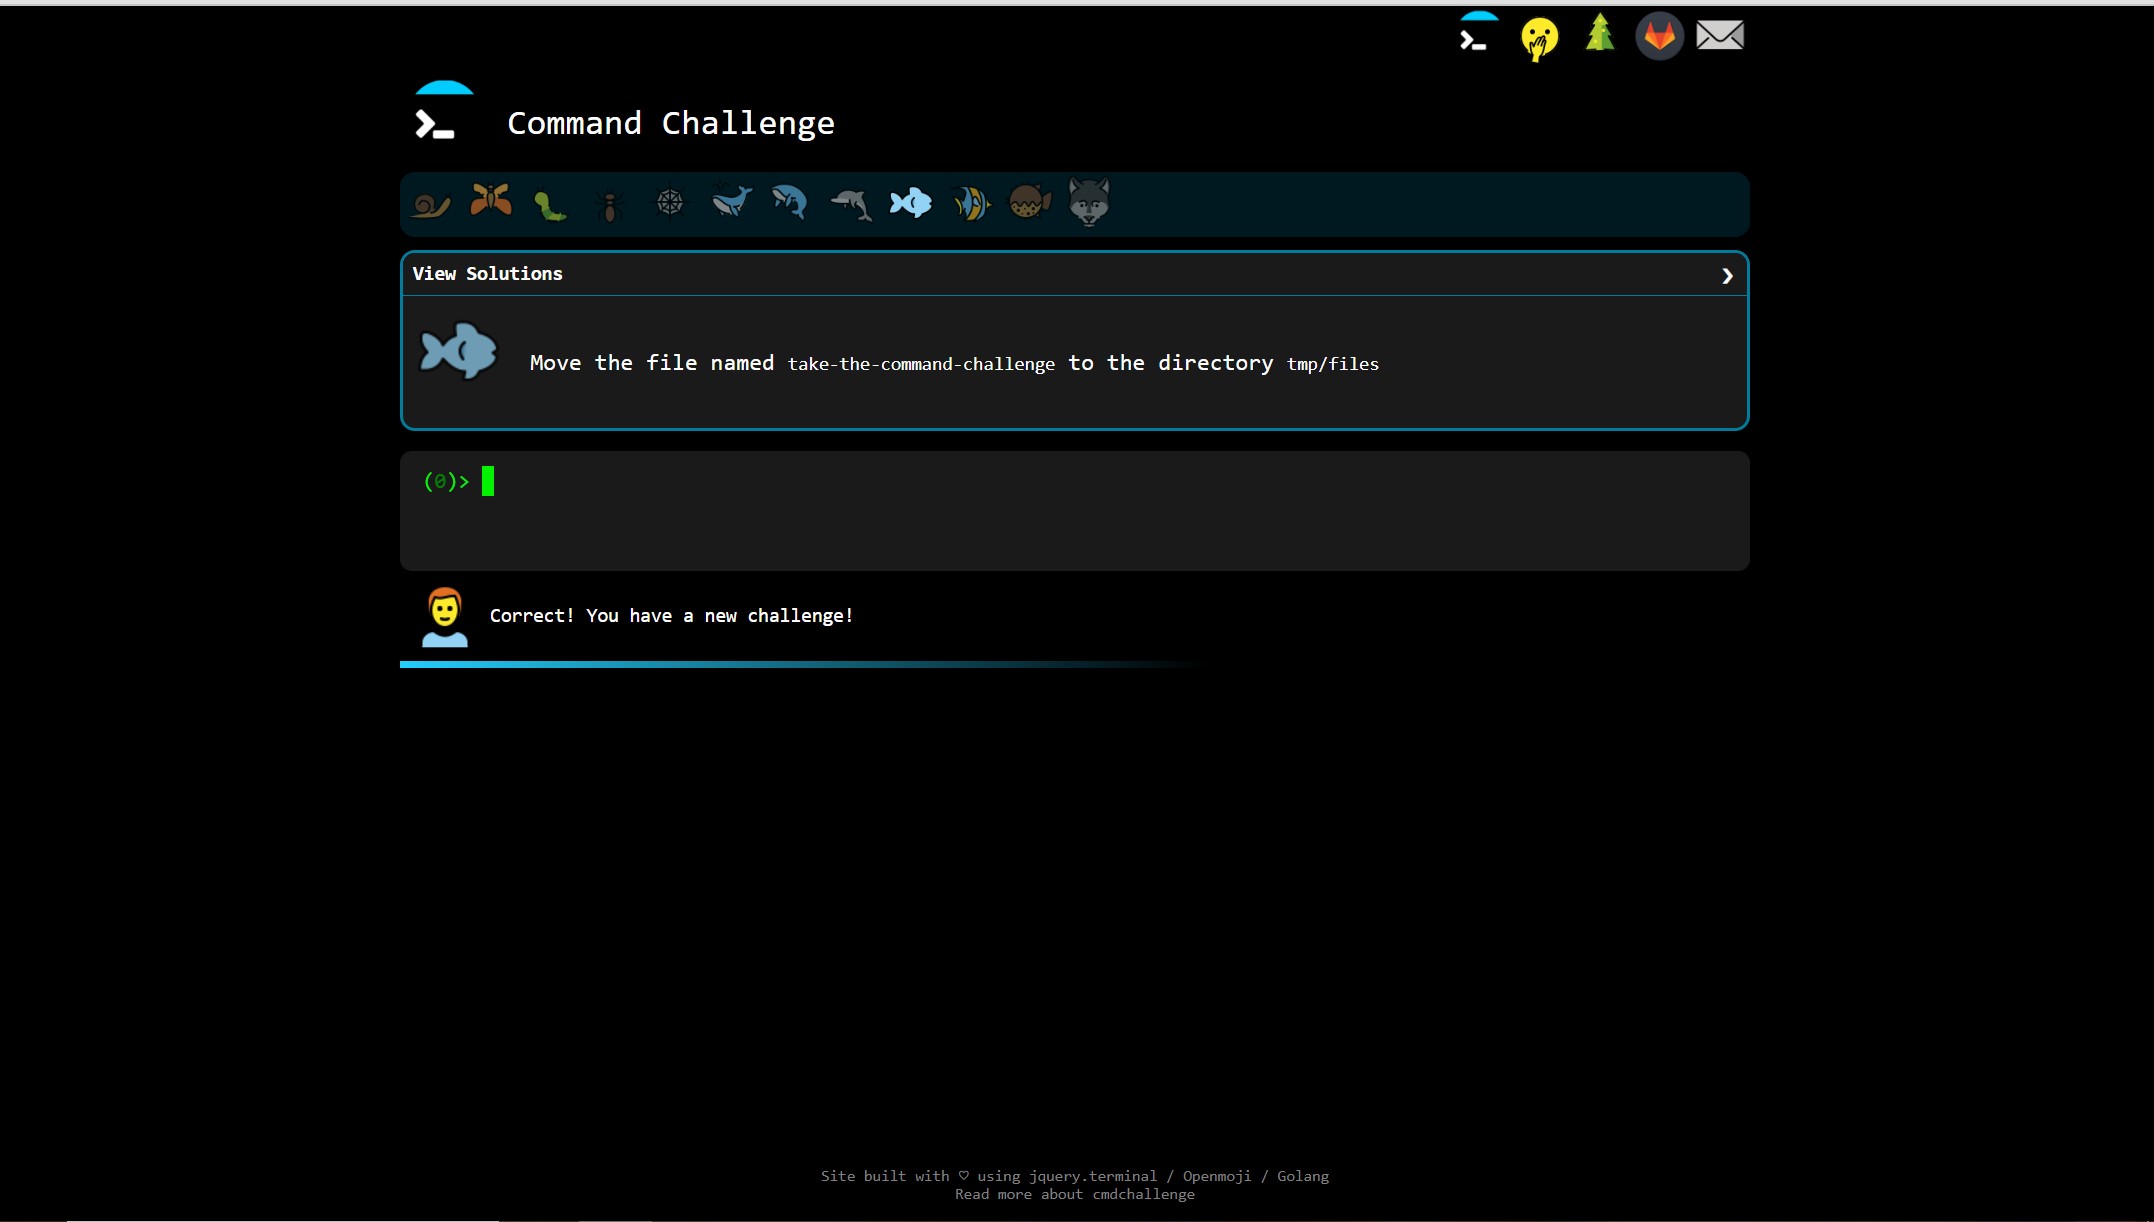 Command Challenge
View Solutions
Move the file named take-the-command-challenge to the directory tmp/files
(0)>
Correct! You have a new challenge!
Site built with ♡ using jquery.terminal / Openmoji / Golang
Read more about cmdchallenge